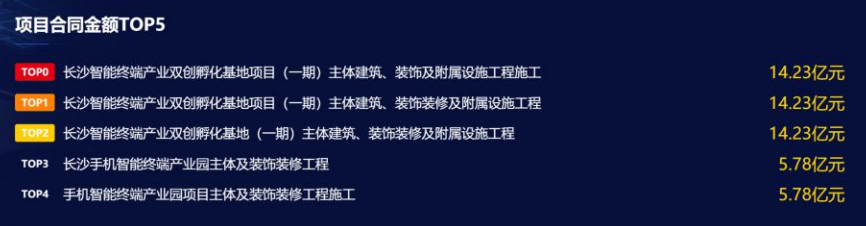 项目合同金额TOP5
TOP0 长沙智能终端产业双创孵化基地项目（一期）主体建筑、装饰及附属设施工程施工 14.23亿元
TOP1 长沙智能终端产业双创孵化基地项目（一期）主体建筑、装饰装修及附属设施工程 14.23亿元
TOP2 长沙智能终端产业双创孵化基地（一期）主体建筑、装饰装修及附属设施工程 14.23亿元
TOP3 长沙手机智能终端产业园主体及装饰装修工程 5.78亿元
TOP4 手机智能终端产业园项目主体及装饰装修工程施工 5.78亿元